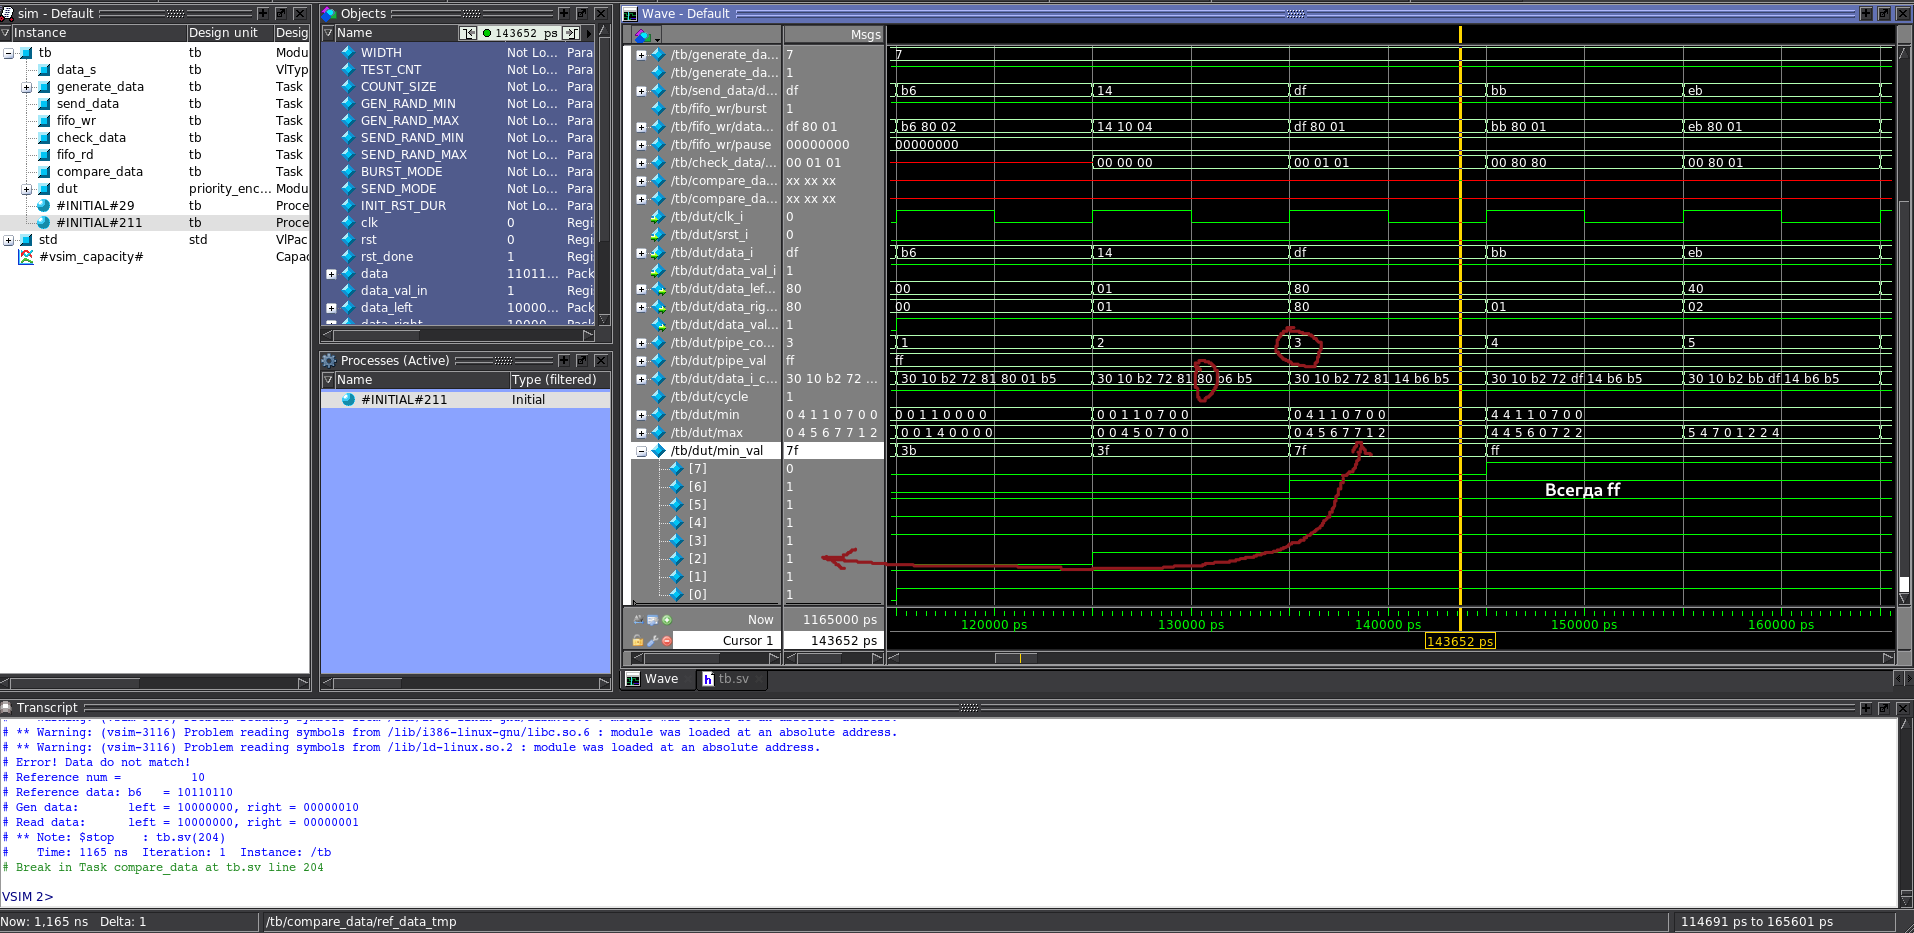 sim - Default
Instance Design unit Desig
tb tb Modu
data_s tb VlTyp
generate_data tb Task
send_data tb Task
fifo_wr tb Task
check_data tb Task
fifo_rd tb Task
compare_data tb Task
dut priority_enc... Modu
#INITIAL#29 tb Proce
#INITIAL#211 tb Proce
std std VlPac
#vsim_capacity# Capac
Objects
Name 143652 ps
WIDTH Not Lo... Para
TEST_CNT Not Lo... Para
COUNT_SIZE Not Lo... Para
GEN_RAND_MIN Not Lo... Para
GEN_RAND_MAX Not Lo... Para
SEND_RAND_MIN Not Lo... Para
SEND_RAND_MAX Not Lo... Para
BURST_MODE Not Lo... Para
SEND_MODE Not Lo... Para
INIT_RST_DUR Not Lo... Para
clk 0 Regi
rst 0 Regi
rst_done 1 Regi
data 11011... Pack
data_val_in 1 Regi
data_left 10000... Pack
Processes (Active)
Name Type (filtered)
#INITIAL#211 Initial
Wave - Default
Msgs
/tb/generate_da... 7 7
/tb/generate_da... 1
/tb/send_data/d... df b6 14 df bb eb
/tb/fifo_wr/burst 1
/tb/fifo_wr/data... df 80 01 b6 80 02 14 10 04 df 80 01 bb 80 01 eb 80 01
/tb/fifo_wr/pause 00000000 00000000
/tb/check_data/... 00 01 01 00 00 00 00 01 01 00 80 80 00 80 01
/tb/compare_da... xx xx xx
/tb/compare_da... xx xx xx
/tb/dut/clk_i 0
/tb/dut/srst_i 0
/tb/dut/data_i df b6 14 df bb eb
/tb/dut/data_val_i 1
/tb/dut/data_lef... 80 00 01 80 40
/tb/dut/data_rig... 80 00 01 80 01 02
/tb/dut/data_val... 1
/tb/dut/pipe_co... 3 1 2 3 4 5
/tb/dut/pipe_val ff ff
/tb/dut/data_i_c... 30 10 b2 72 ... 30 10 b2 72 81 80 01 b5 30 10 b2 72 81 80 b6 b5 30 10 b2 72 81 14 b6 b5 30 10 b2 72 df 14 b6 b5 30 10 b2 bb df 14 b6 b5
/tb/dut/cycle 1
/tb/dut/min 0 4 1 1 0 7 0 0 0 0 1 1 0 0 0 0 0 0 1 1 0 7 0 0 0 4 1 1 0 7 0 0 4 4 1 1 0 7 0 0
/tb/dut/max 0 4 5 6 7 7 1 2 0 0 1 4 0 0 0 0 0 0 4 5 0 7 0 0 0 4 5 6 7 7 1 2 4 4 5 6 0 7 2 2 5 4 7 0 1 2 2 4
/tb/dut/min_val 7f 3b 3f 7f ff
[7] 0
[6] 1
[5] 1
[4] 1
[3] 1
[2] 1
[1] 1
[0] 1
Всегда ff
Now 1165000 ps 120000 ps 130000 ps 140000 ps 150000 ps 160000 ps
Cursor 1 143652 ps 143652 ps
Wave tb.sv
Transcript
# ** Warning: (vsim-3116) Problem reading symbols from /lib/i386-linux-gnu/libc.so.6 : module was loaded at an absolute address.
# ** Warning: (vsim-3116) Problem reading symbols from /lib/ld-linux.so.2 : module was loaded at an absolute address.
# Error! Data do not match!
# Reference num = 10
# Reference data: b6 = 10110110
# Gen data: left = 10000000, right = 00000010
# Read data: left = 10000000, right = 00000001
# ** Note: $stop : tb.sv(204)
# Time: 1165 ns Iteration: 1 Instance: /tb
# Break in Task compare_data at tb.sv line 204
VSIM 2>
Now: 1,165 ns Delta: 1 /tb/compare_data/ref_data_tmp 114691 ps to 165601 ps